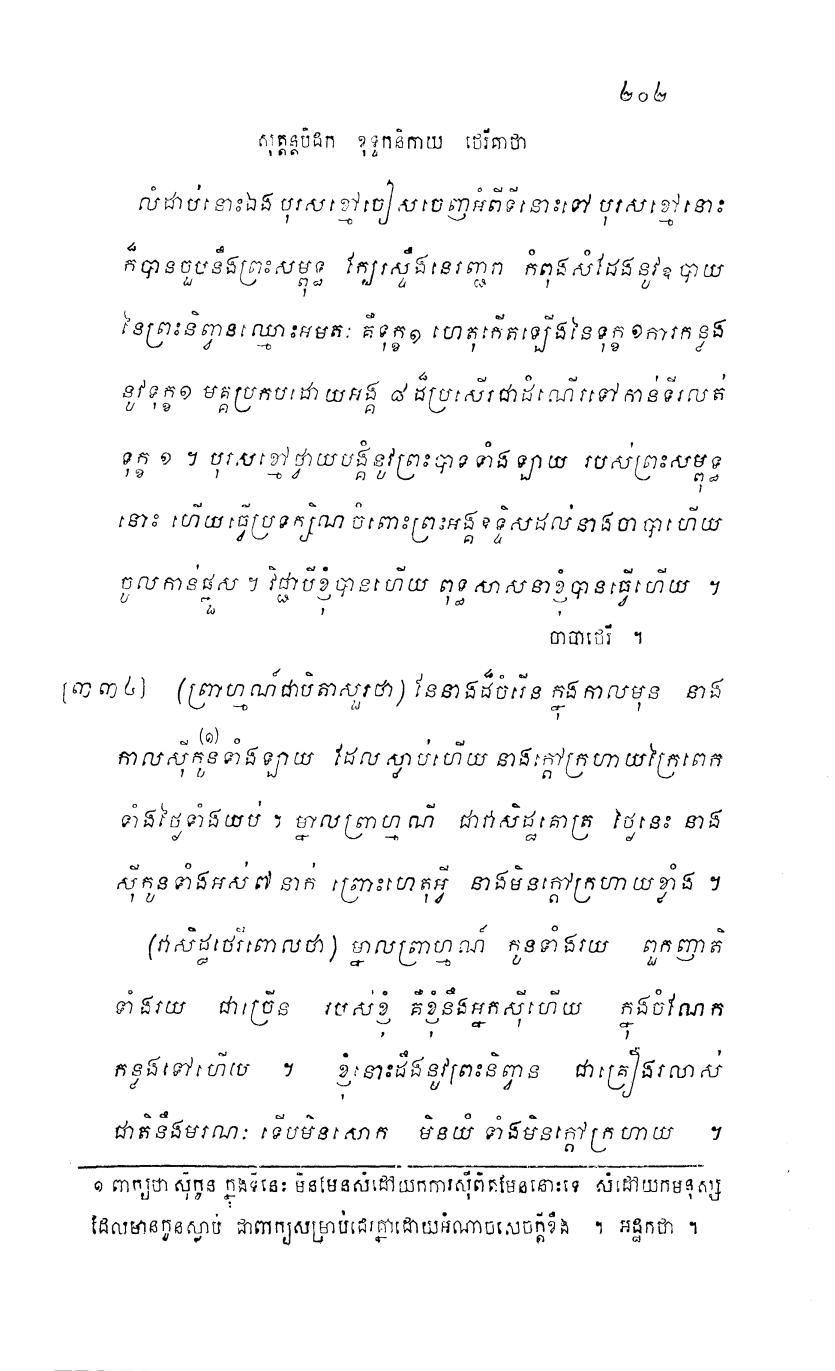 ២០២
សុត្តន្តបិដក ខុទ្ទកនិកាយ ថេរីគាថា
លំដាប់នោះឯង បុរសខ្មៅចៀសចេញអំពីទីនោះទៅ បុរសខ្មៅនោះ
ក៏បានចួបនឹងព្រះសម្ពុទ្ធ ក្បែរស្ទឹងនេរញ្ជរា កំពុងសំដែងនូវឧបាយ
នៃព្រះនិព្វានឈ្មោះអមតៈ គឺទុក្ខ១ ហេតុកើតឡើងនៃទុក្ខ ១ការកន្លង
នូវទុក្ខ១ មគ្គប្រកបដោយអង្គ ៨ ដ៏ប្រសើរជាដំណើរទៅកាន់ទីរលត់
ទុក្ខ ១ ។ បុរសខ្មៅថ្វាយបង្គំនូវព្រះបាទទាំងឡាយ របស់ព្រះសម្ពុទ្ធ
នោះ ហើយធ្វើប្រទក្សិណ ចំពោះព្រះអង្គឧទ្ទិសដល់នាងចាបាហើយ
ចូលកាន់ផ្នួស ។ វិជ្ជាបីខ្ញុំបានហើយ ពុទ្ធសាសនាខ្ញុំបានធ្វើហើយ ។
ចាបាថេរី ។
[៣៣៤] (ព្រាហ្មណ៍ជាបិតាសួរថា) នែនាងដ៏ចំរើន ក្នុងកាលមុន នាង
កាលស៊ីកូន(១)ទាំងឡាយ ដែលស្លាប់ហើយ នាងក្តៅក្រហាយក្រៃពេក
ទាំងថ្ងៃទាំងយប់ ។ ម្នាលព្រាហ្មណី ជាវាសិដ្ឋគោត្រ ថ្ងៃនេះ នាង
ស៊ីកូនទាំងអស់ ៧ នាក់ ព្រោះហេតុអ្វី នាងមិនក្តៅក្រហាយខ្លាំង ។
(វាសិដ្ឋថេរីពោលថា) ម្នាលព្រាហ្មណ៍ កូនទាំងរយ ពួកញាតិ
ទាំងរយ ជាច្រើន របស់ខ្ញុំ គឺខ្ញុំនឹងអ្នកស៊ីហើយ ក្នុងចំណែក
កន្លងទៅហើយ ។ ខ្ញុំនោះដឹងនូវព្រះនិព្វាន ជាគ្រឿងរលាស់
ជាតិនឹងមរណៈ ទើបមិនសោក មិនយំ ទាំងមិនក្តៅក្រហាយ ។
១ ពាក្យថា ស៊ីកូន ក្នុងទីនេះ មិនមែនសំដៅយកការស៊ីពិតមែននោះទេ សំដៅយកមនុស្ស
ដែលមានកូនស្លាប់ ជាពាក្យសម្រាប់ជេរគ្នាដោយអំណាចសេចក្តីខឹង ។ អដ្ឋកថា ។